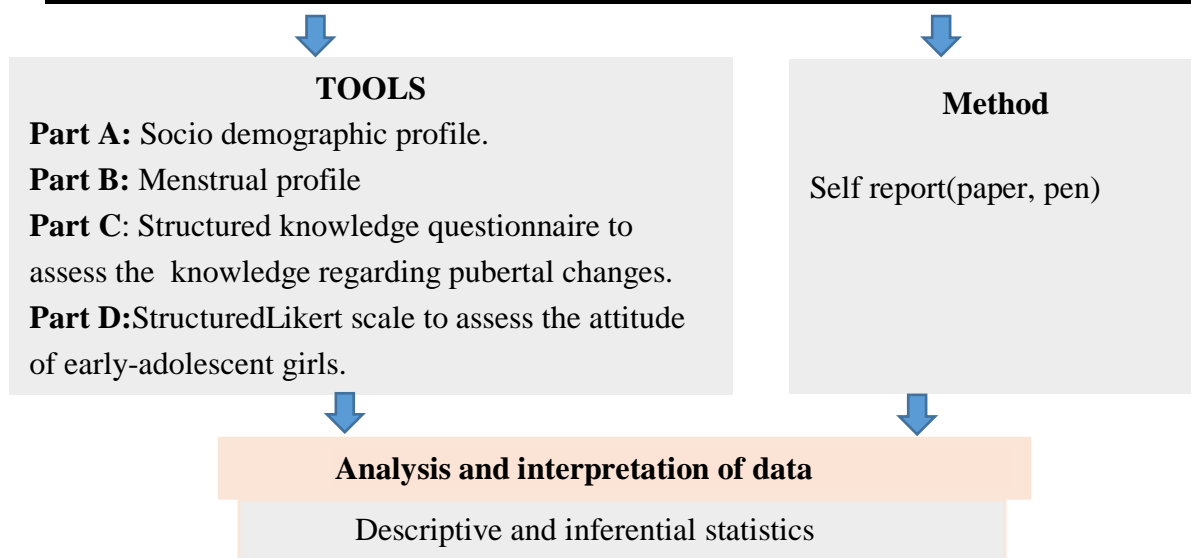 TOOLS
Part A: Socio demographic profile.
Part B: Menstrual profile
Part C: Structured knowledge questionnaire to
assess the  knowledge regarding pubertal changes.
Part D:StructuredLikert scale to assess the attitude
of early-adolescent girls.
Method
Self report(paper, pen)
Analysis and interpretation of data
Descriptive and inferential statistics